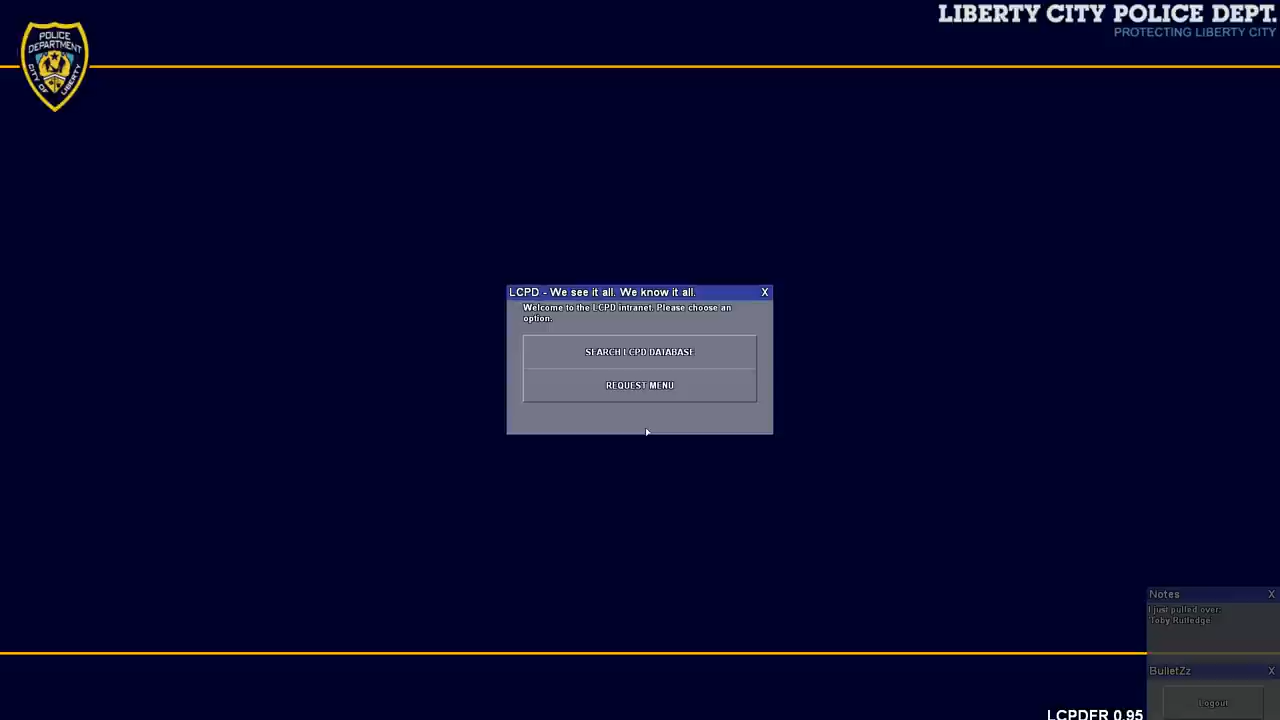 LIBERTY CITY POLICE DEPT.
PROTECTING LIBERTY CITY
POLICE
DEPARTMENT
CITY OF LIBERTY
LCPD - We see it all. We know it all. X
Welcome to the LCPD intranet. Please choose an
option.
SEARCH LCPD DATABASE
REQUEST MENU
Notes X
I just pulled over:
'Toby Rutledge'
BulletZz X
Logout
LCPDFR 0.95